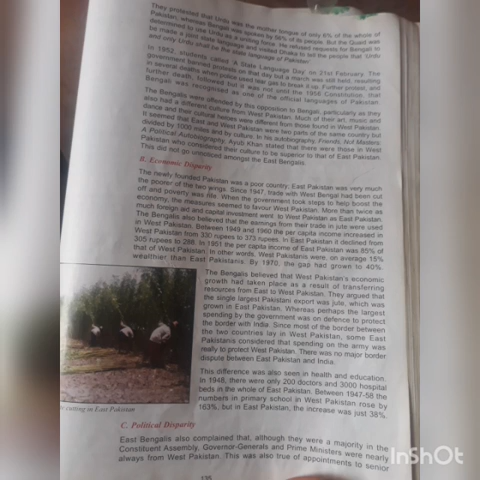 They protested that Urdu was the mother tongue of only 6% of the whole of
Pakistan, whereas Bengali was spoken by 56% of its people. But the Quaid was
determined to use Urdu as a uniting force. He refused requests for Bengali to
be made a joint state language and visited Dhaka to tell the people that 'Urdu
and only Urdu shall be the state language of Pakistan'.
In 1952, students called 'A State Language Day' on 21st February. The
government banned protests on that day but a march was still held, resulting
in several deaths when police used tear gas to break it up. Further protest, and
further death, followed but it was not until the 1956 Constitution that
Bengali was recognised as one of the official languages of Pakistan.
The Bengalis were offended by this opposition to Bengali, particularly as they
also had a different culture from West Pakistan. Much of their art, music and
dance and their cultural heroes were different from those found in West Pakistan.
It seemed that East and West Pakistan were two parts of the same country but
divided by 1000 miles and by culture. In his autobiography, Friends, Not Masters:
A Political Autobiography, Ayub Khan stated that there were those in West
Pakistan who considered their culture to be superior to that of East Pakistan.
This did not go unnoticed amongst the East Bengalis.
B. Economic Disparity
The newly founded Pakistan was a poor country; East Pakistan was very much
the poorer of the two wings. Since 1947, trade with West Bengal had been cut
off and poverty was rife. When the government took steps to help boost the
economy, the measures seemed to favour West Pakistan. More than twice as
much foreign aid and capital investment went to West Pakistan as East Pakistan.
The Bengalis also believed that the earnings from their trade in jute were used
in West Pakistan. Between 1949 and 1960 the per capita income increased in
West Pakistan from 330 rupees to 373 rupees. In East Pakistan it declined from
305 rupees to 288. In 1951 the per capita income of East Pakistan was 85% of
that of West Pakistan. In other words, West Pakistanis were, on average 15%
wealthier than East Pakistanis. By 1970, the gap had grown to 40%.
The Bengalis believed that West Pakistan's economic
growth had taken place as a result of transferring
resources from East to West Pakistan. They argued that
the single largest Pakistani export was jute, which was
grown in East Pakistan. Whereas perhaps the largest
spending by the government was on defence to protect
the border with India. Since most of the border between
the two countries lay in West Pakistan, some East
Pakistanis considered that spending on the army was
really to protect West Pakistan. There was no major border
dispute between East Pakistan and India.
This difference was also seen in health and education.
In 1948, there were only 200 doctors and 3000 hospital
beds in the whole of East Pakistan. Between 1947-58 the
numbers in primary school in West Pakistan rose by
163%, but in East Pakistan, the increase was just 38%.
cutting in East Pakistan
C. Political Disparity
East Bengalis also complained that, although they were a majority in the
Constituent Assembly, Governor-Generals and Prime Ministers were nearly
always from West Pakistan. This was also true of appointments to senior
135
InShOt